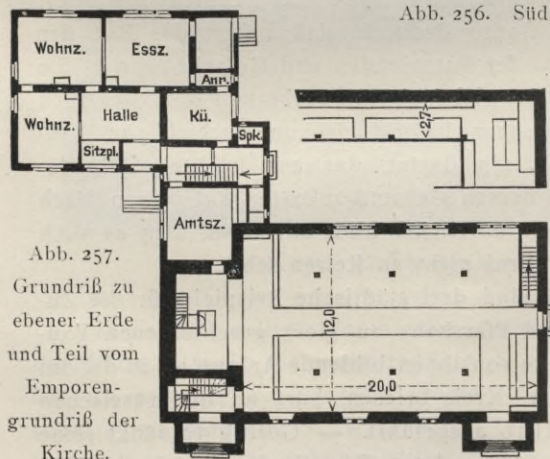 Abb. 256. Süd
Wohnz.
Essz.
Anr.
Wohnz.
Halle
Kü.
Spk.
Sitzpl.
2,7
Amtsz.
12,0
20,0
Abb. 257.
Grundriß zu
ebener Erde
und Teil vom
Emporen-
grundriß der
Kirche.